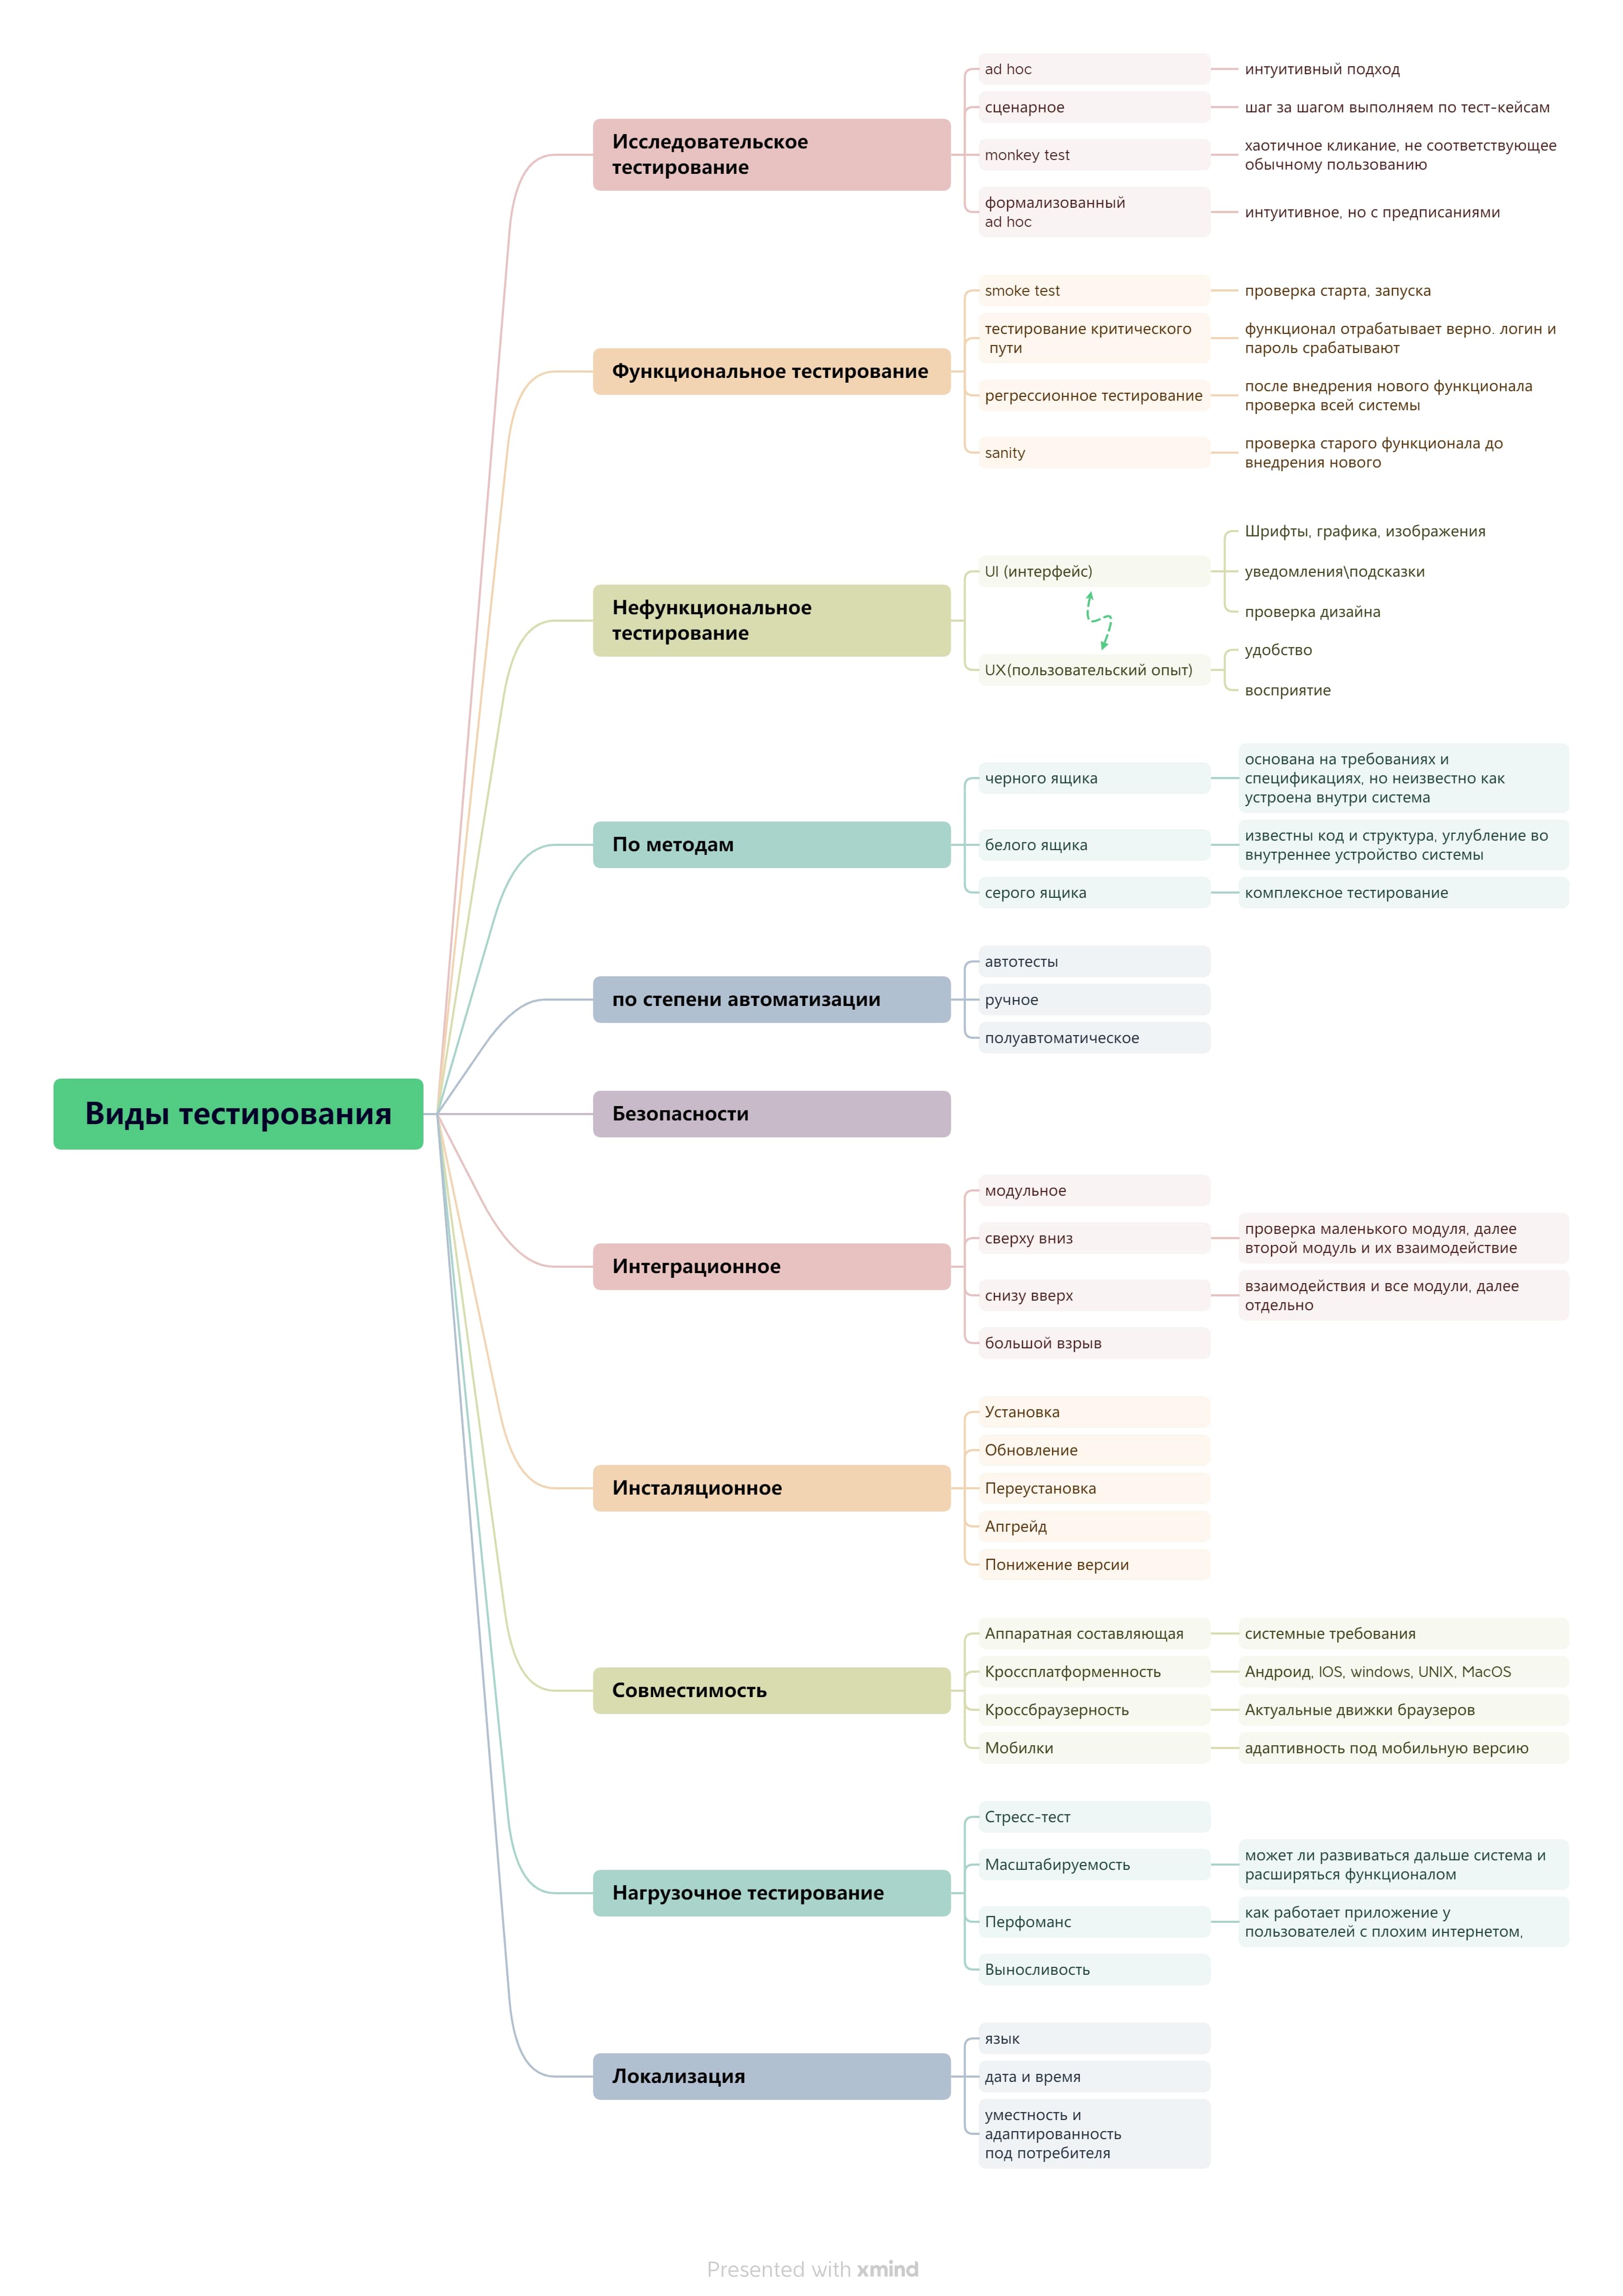 Виды тестирования
Исследовательское
тестирование
ad hoc
интуитивный подход
сценарное
шаг за шагом выполняем по тест-кейсам
monkey test
хаотичное кликание, не соответствующее
обычному пользованию
формализованный
ad hoc
интуитивное, но с предписаниями
Функциональное тестирование
smoke test
проверка старта, запуска
тестирование критического
пути
функционал отрабатывает верно. логин и
пароль срабатывают
регрессионное тестирование
после внедрения нового функционала
проверка всей системы
sanity
проверка старого функционала до
внедрения нового
Нефункциональное
тестирование
UI (интерфейс)
Шрифты, графика, изображения
уведомления\подсказки
проверка дизайна
UX(пользовательский опыт)
удобство
восприятие
По методам
черного ящика
основана на требованиях и
спецификациях, но неизвестно как
устроена внутри система
белого ящика
известны код и структура, углубление во
внутреннее устройство системы
серого ящика
комплексное тестирование
по степени автоматизации
автотесты
ручное
полуавтоматическое
Безопасности
Интеграционное
модульное
сверху вниз
проверка маленького модуля, далее
второй модуль и их взаимодействие
снизу вверх
взаимодействия и все модули, далее
отдельно
большой взрыв
Инсталяционное
Установка
Обновление
Переустановка
Апгрейд
Понижение версии
Совместимость
Аппаратная составляющая
системные требования
Кроссплатформенность
Андроид, IOS, windows, UNIX, MacOS
Кроссбраузерность
Актуальные движки браузеров
Мобилки
адаптивность под мобильную версию
Нагрузочное тестирование
Стресс-тест
Масштабируемость
может ли развиваться дальше система и
расширяться функционалом
Перфоманс
как работает приложение у
пользователей с плохим интернетом,
Выносливость
Локализация
язык
дата и время
уместность и
адаптированность
под потребителя
Presented with xmind